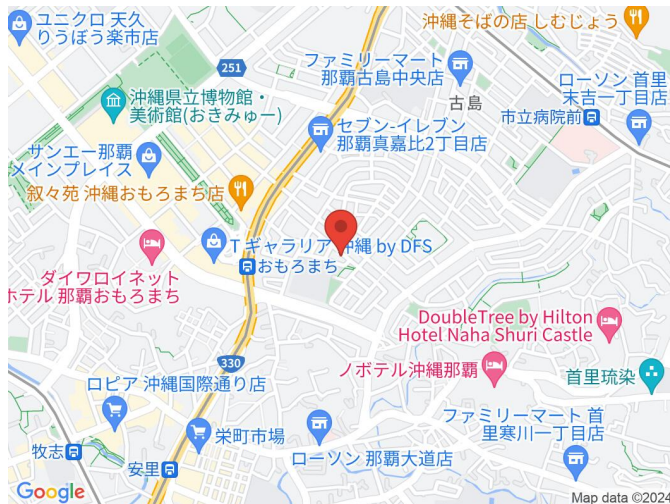 ユニクロ 天久
りうぼう楽市店
251
沖縄そばの店 しむじょう
ファミリーマート
那覇古島中央店
古島
ローソン 首里
末吉一丁目店
市立病院前
沖縄県立博物館・
美術館(おきみゅー)
セブン-イレブン
那覇真嘉比2丁目店
サンエー那覇
メインプレイス
叙々苑 沖縄おもろまち店
T ギャラリア 沖縄 by DFS
おもろまち
ダイワロイネット
ホテル 那覇おもろまち
DoubleTree by Hilton
Hotel Naha Shuri Castle
330
ノボテル沖縄那覇
首里琉染
ロピア 沖縄国際通り店
栄町市場
ファミリーマート 首
里寒川一丁目店
牧志
安里
ローソン 那覇大道店
Google
Map data ©2024